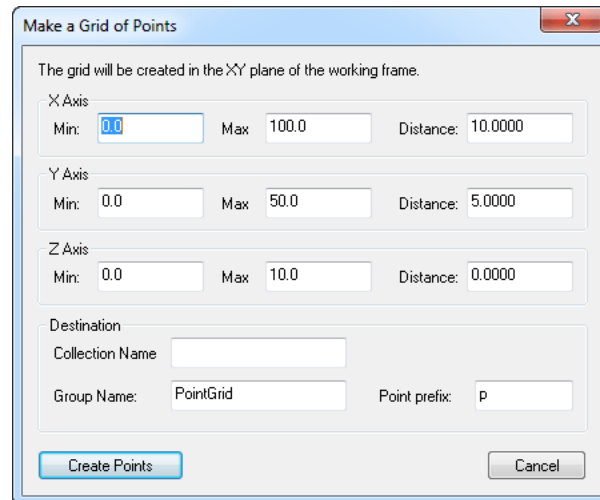 Make a Grid of Points
The grid will be created in the XY plane of the working frame.
X Axis
Min: 0.0 Max 100.0 Distance: 10.0000
Y Axis
Min: 0.0 Max 50.0 Distance: 5.0000
Z Axis
Min: 0.0 Max 10.0 Distance: 0.0000
Destination
Collection Name
Group Name: PointGrid Point prefix: p
Create Points Cancel